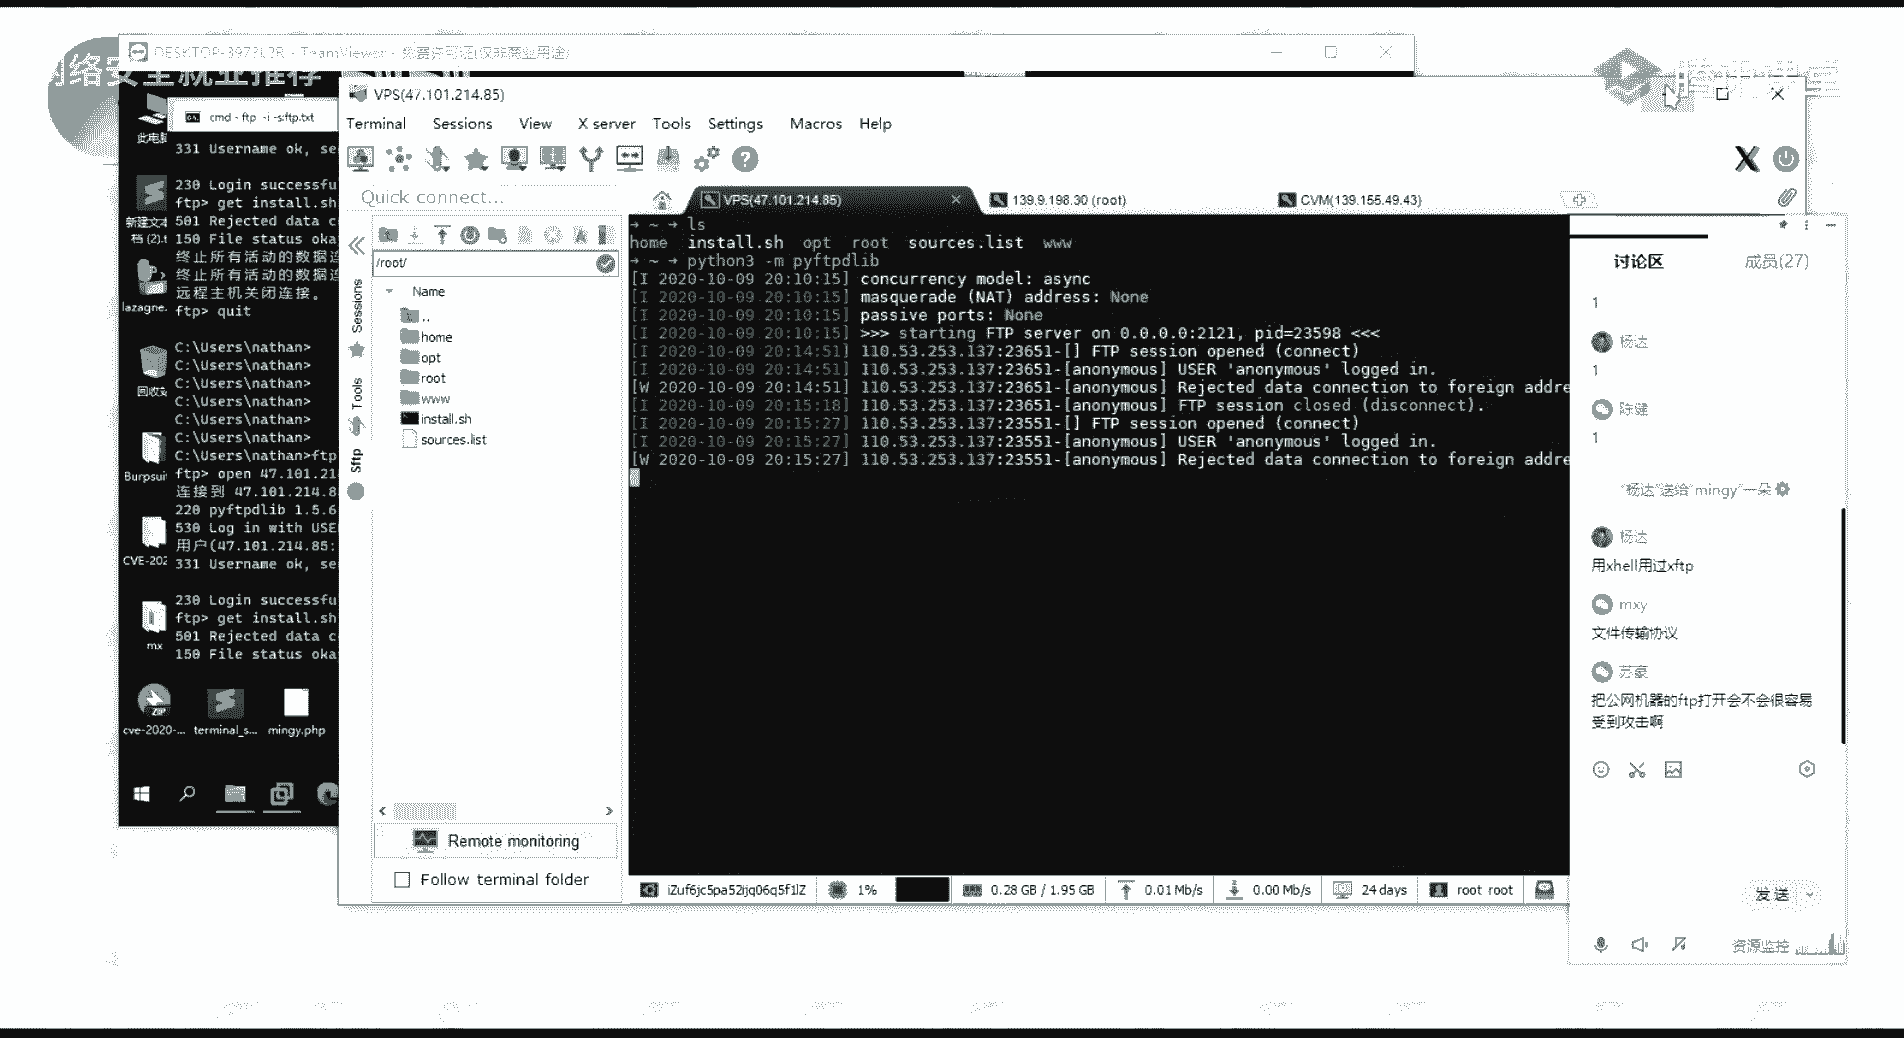 DESKTOP-397?L2R - TeamViewer - 免费许可证(仅非商业用途)
网络安全就业推荐
VPS(47.101.214.85)
Terminal Sessions View X server Tools Settings Macros Help
Quick connect...
VPS(47.101.214.85)
139.9.198.30 (root)
CVM(139.155.49.43)
此电脑
新建文本
档 (2).t
lazagne.
回收站
Burpsuit
CVE-202
mx
cve-2020-...
terminal_s...
mingy.php
cmd - ftp -i -s:ftp.txt
331 Username ok, se
230 Login successfu
ftp> get install.sh
501 Rejected data c
150 File status oka
终止所有活动的数据连
终止所有活动的数据连
远程主机关闭连接。
ftp> quit
C:\Users\nathan>
C:\Users\nathan>
C:\Users\nathan>
C:\Users\nathan>
C:\Users\nathan>
C:\Users\nathan>
C:\Users\nathan>ftp
ftp> open 47.101.21
连接到 47.101.214.8
220 pyftpdlib 1.5.6
530 Log in with USE
用户(47.101.214.85:
331 Username ok, se
230 Login successfu
ftp> get install.sh
501 Rejected data c
150 File status oka
Sessions
Tools
Sftp
/root/
Name
..
home
opt
root
www
install.sh
sources.list
Remote monitoring
Follow terminal folder
→ ~ → ls
home install.sh opt root sources.list www
→ ~ → python3 -m pyftpdlib
[I 2020-10-09 20:10:15] concurrency model: async
[I 2020-10-09 20:10:15] masquerade (NAT) address: None
[I 2020-10-09 20:10:15] passive ports: None
[I 2020-10-09 20:10:15] >>> starting FTP server on 0.0.0.0:2121, pid=23598 <<<
[I 2020-10-09 20:14:51] 110.53.253.137:23651-[] FTP session opened (connect)
[I 2020-10-09 20:14:51] 110.53.253.137:23651-[anonymous] USER 'anonymous' logged in.
[W 2020-10-09 20:14:51] 110.53.253.137:23651-[anonymous] Rejected data connection to foreign addre
[I 2020-10-09 20:15:18] 110.53.253.137:23651-[anonymous] FTP session closed (disconnect).
[I 2020-10-09 20:15:27] 110.53.253.137:23551-[] FTP session opened (connect)
[I 2020-10-09 20:15:27] 110.53.253.137:23551-[anonymous] USER 'anonymous' logged in.
[W 2020-10-09 20:15:27] 110.53.253.137:23551-[anonymous] Rejected data connection to foreign addre
iZuf6jc5pa52ijq06q5f1lZ 1% 0.28 GB / 1.95 GB 0.01 Mb/s 0.00 Mb/s 24 days root root
讨论区 成员(27)
1
杨达
1
陈健
1
"杨达"送给"mingy"一朵
杨达
用xhell用过xftp
mxy
文件传输协议
苏豪
把公网机器的ftp打开会不会很容易
受到攻击啊
发送
资源监控